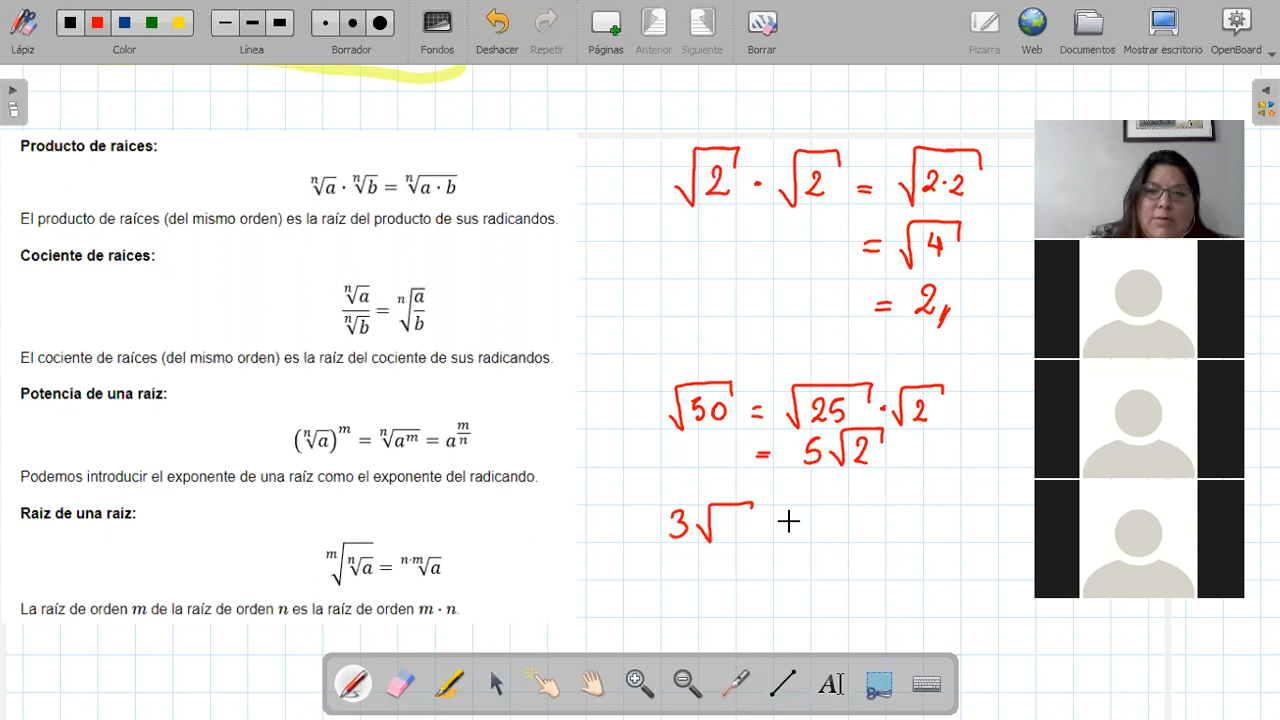 Lápiz Color Línea Borrador Fondos Deshacer Repetir Páginas Anterior Siguiente Borrar Pizarra Web Documentos Mostrar escritorio OpenBoard
Producto de raíces:
ⁿ√a · ⁿ√b = ⁿ√(a · b)
El producto de raíces (del mismo orden) es la raíz del producto de sus radicandos.
Cociente de raíces:
ⁿ√a / ⁿ√b = ⁿ√(a/b)
El cociente de raíces (del mismo orden) es la raíz del cociente de sus radicandos.
Potencia de una raíz:
(ⁿ√a)^m = ⁿ√(a^m) = a^(m/n)
Podemos introducir el exponente de una raíz como el exponente del radicando.
Raíz de una raíz:
ᵐ√(ⁿ√a) = ⁿ·ᵐ√a
La raíz de orden m de la raíz de orden n es la raíz de orden m · n.
√2 · √2 = √(2·2)
= √4
= 2,
√50 = √25 · √2
= 5√2
3√
AI